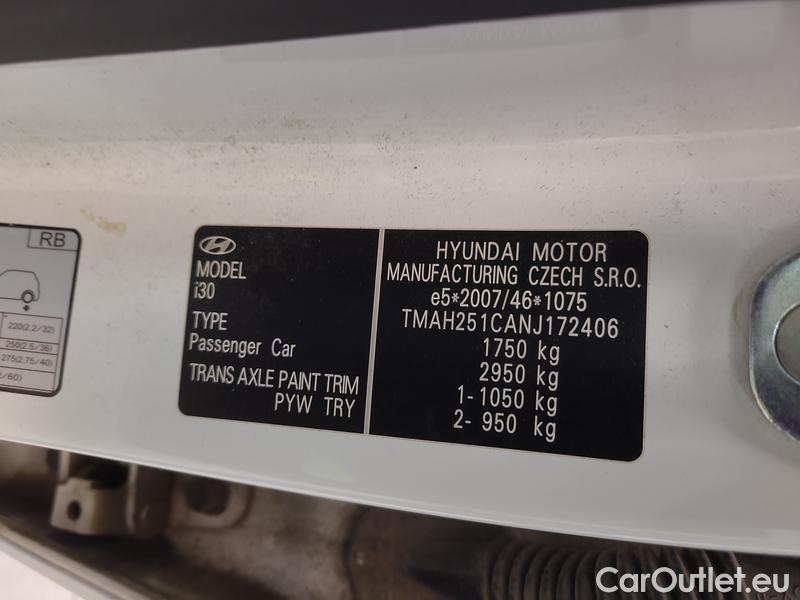 RB
220(2.2/32)
250(2.5/36)
275(2.75/40)
/60)
MODEL
i30
TYPE
Passenger Car
TRANS AXLE PAINT TRIM
PYW TRY
HYUNDAI MOTOR
MANUFACTURING CZECH S.R.O.
e5*2007/46*1075
TMAH251CANJ172406
1750 kg
2950 kg
1- 1050 kg
2- 950 kg
CarOutlet.eu